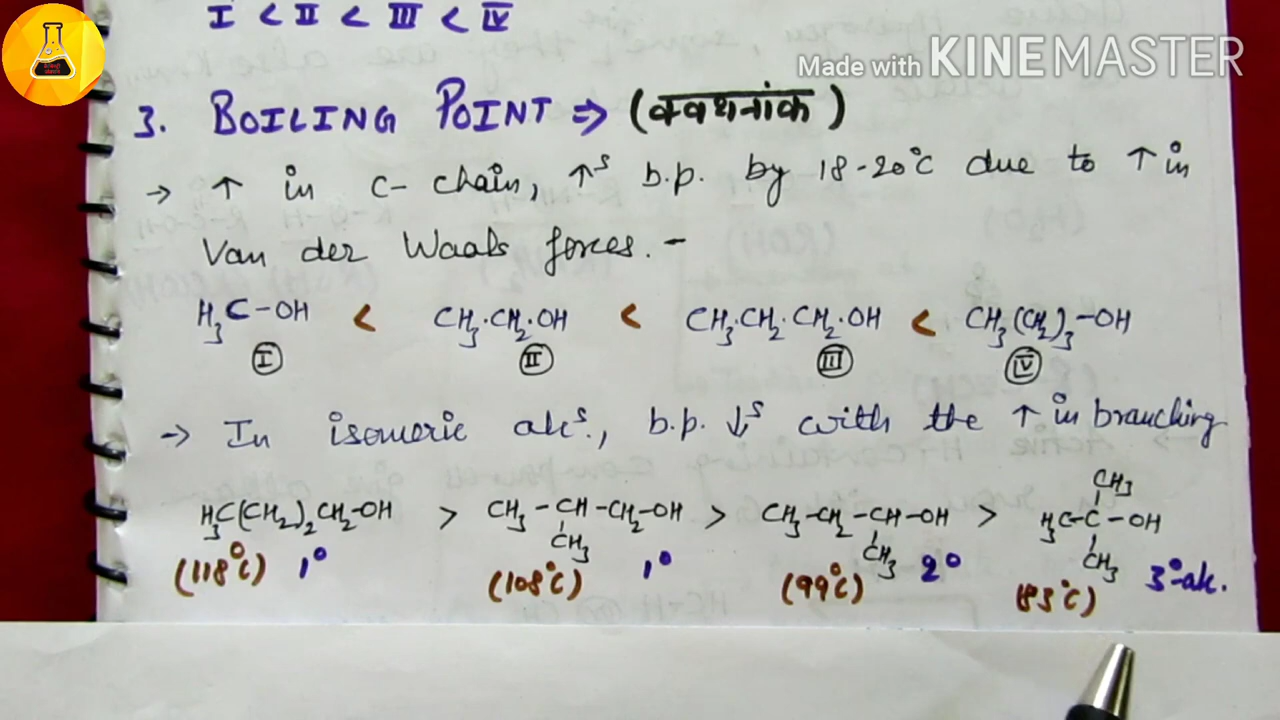 I < II < III < IV
Made with KINEMASTER
3. BOILING POINT ⇒ (क्वथनांक)
→ ↑ in C-chain, ↑s b.p. by 18-20°C due to ↑ in
Van der Waals forces. -
H3C-OH < CH3.CH2.OH < CH3.CH2.CH2.OH < CH3(CH2)3-OH
I II III IV
→ In isomeric alcs., b.p. ↓s with the ↑ in branching
CH3
H3C(CH2)2CH2-OH > CH3-CH-CH2-OH > CH3-CH2-CH-OH > H3C-C-OH
CH3 CH3 CH3
(118°C) 1° (108°C) 1° (99°C) 2° (83°C) 3°-alc.